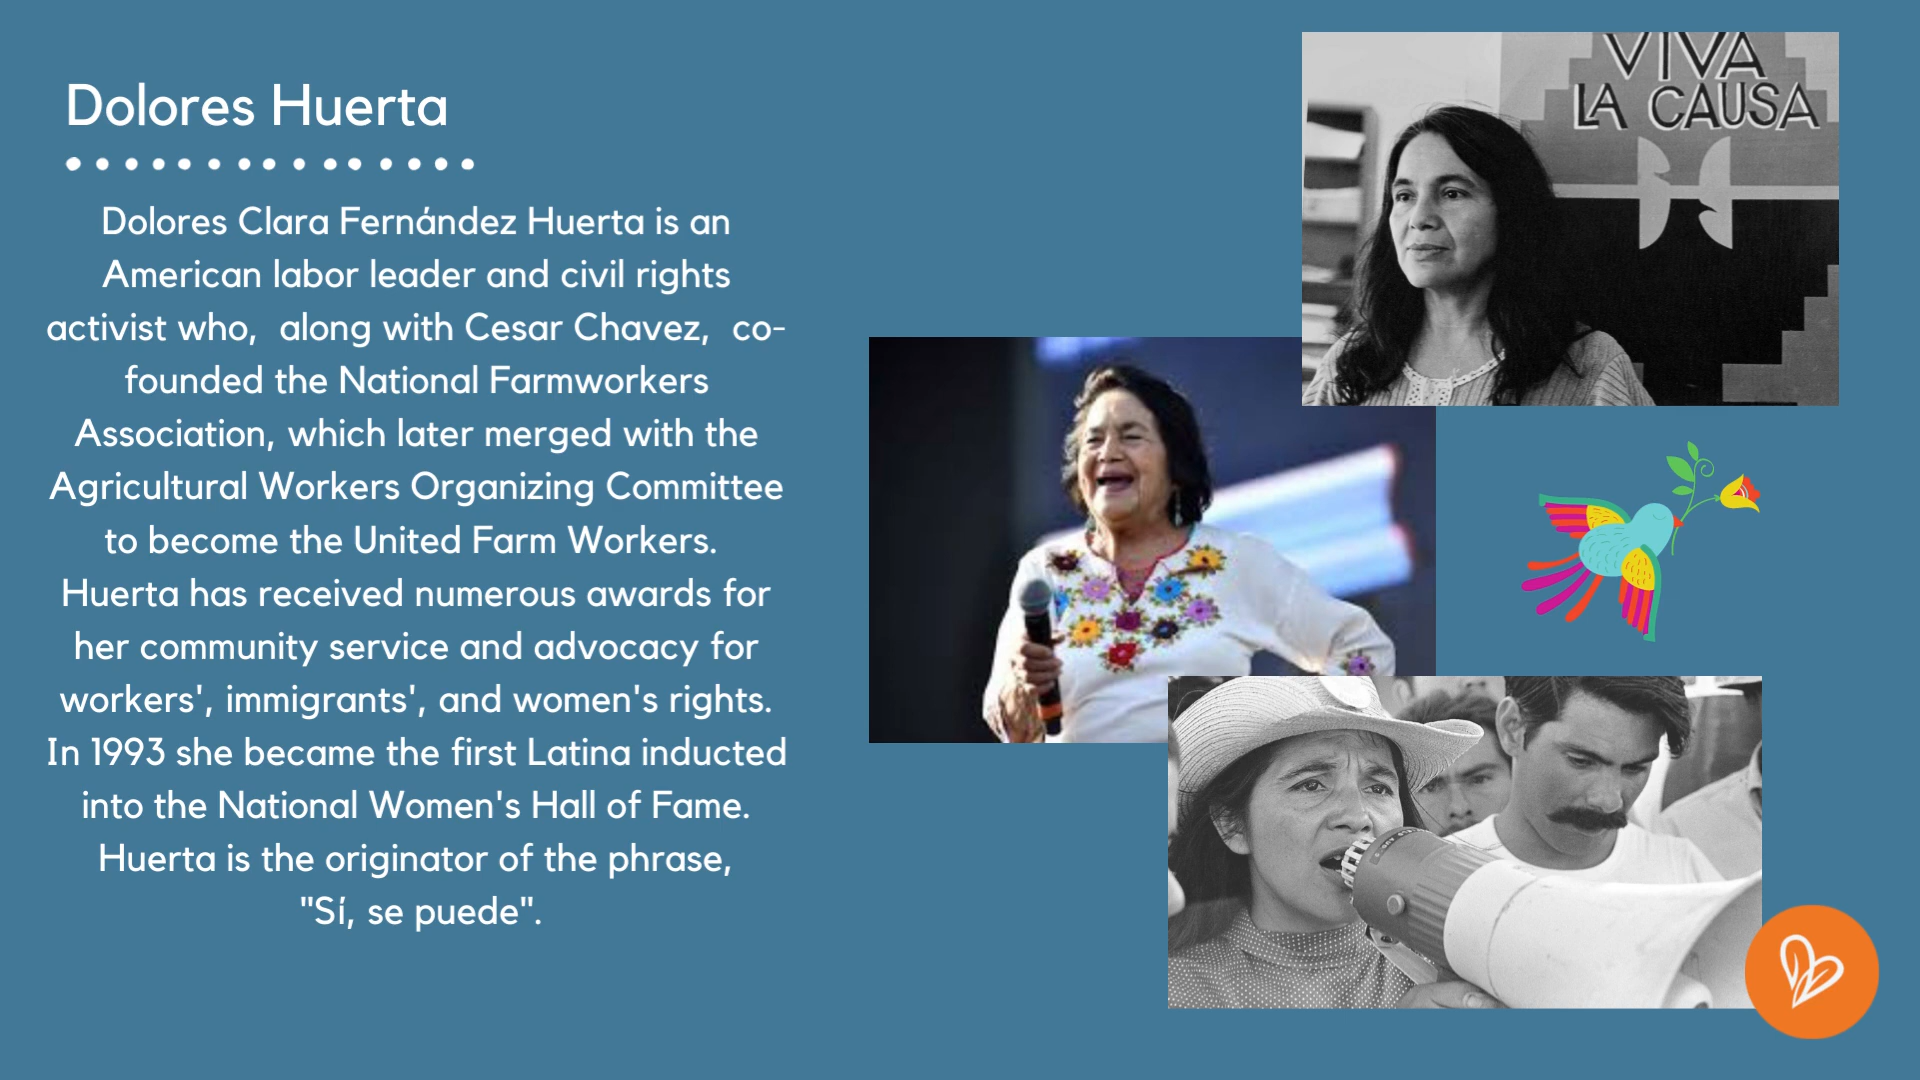 Dolores Huerta
Dolores Clara Fernández Huerta is an
American labor leader and civil rights
activist who,  along with Cesar Chavez,  co-
founded the National Farmworkers
Association, which later merged with the
Agricultural Workers Organizing Committee
to become the United Farm Workers.
Huerta has received numerous awards for
her community service and advocacy for
workers', immigrants', and women's rights.
In 1993 she became the first Latina inducted
into the National Women's Hall of Fame.
Huerta is the originator of the phrase,
"Sí, se puede".
VIVA
LA CAUSA